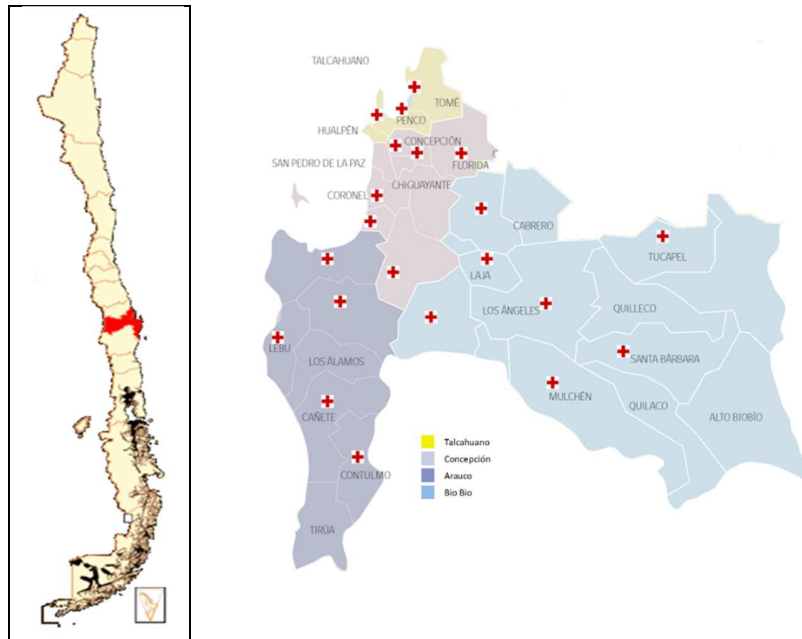 TALCAHUANO
TOMÉ
PENCO
HUALPÉN
CONCEPCIÓN
SAN PEDRO DE LA PAZ
FLORIDA
CHIGUAYANTE
CORONEL
CABRERO
TUCAPEL
LAJA
LOS ÁNGELES
QUILLECO
LEBU
LOS ÁLAMOS
SANTA BÁRBARA
MULCHÉN
QUILACO
ALTO BIOBÍO
CAÑETE
CONTULMO
TIRÚA
Talcahuano
Concepción
Arauco
Bio Bio